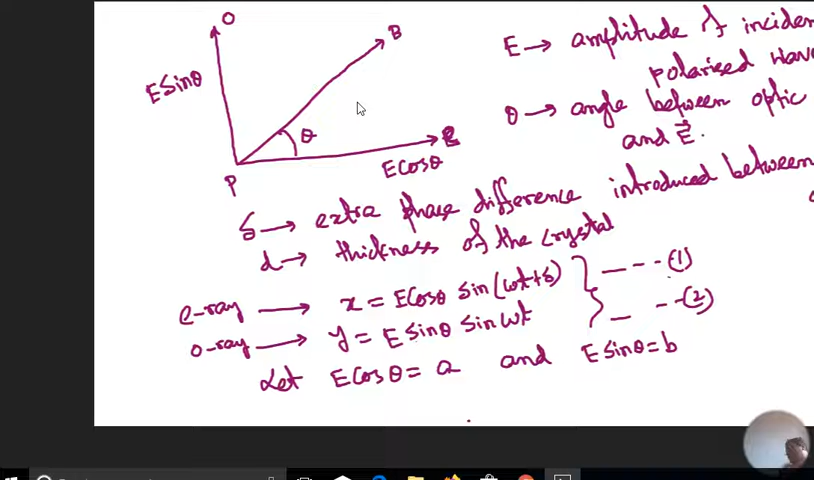 O
B
E Sinθ
θ
P
E Cosθ
E → amplitude of inciden
polarised wav
θ → angle between optic
and E⃗.
δ → extra phase difference introduced between
d → thickness of the crystal
e-ray → x = E Cosθ sin(ωt+δ) } --- (1)
o-ray → y = E sinθ sinωt --- (2)
Let E Cosθ = a and E Sinθ = b